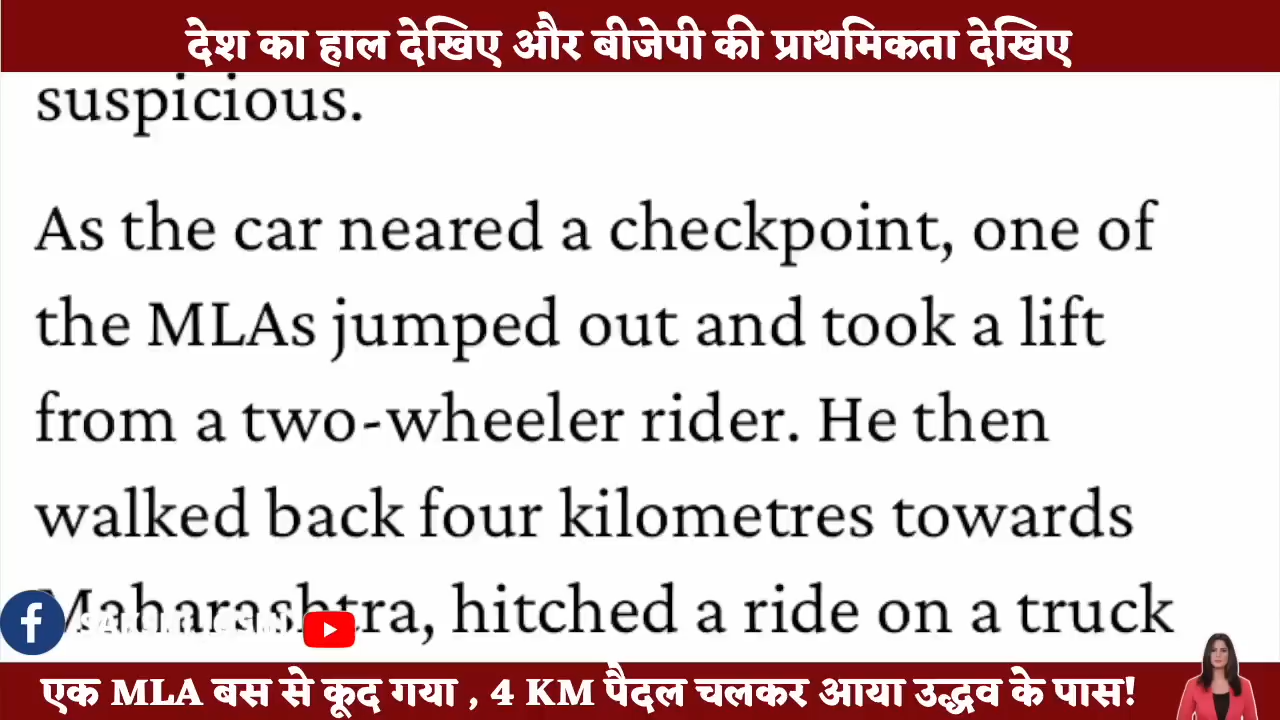 देश का हाल देखिए और बीजेपी की प्राथमिकता देखिए
suspicious.
As the car neared a checkpoint, one of
the MLAs jumped out and took a lift
from a two-wheeler rider. He then
walked back four kilometres towards
Maharashtra, hitched a ride on a truck
एक MLA बस से कूद गया , 4 KM पैदल चलकर आया उद्धव के पास!